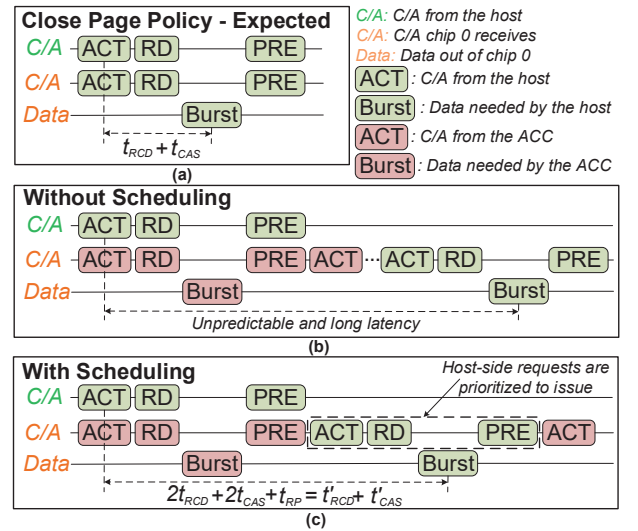 Close Page Policy - Expected
C/A ACT RD PRE
C/A ACT RD PRE
Data Burst
tRCD + tCAS
(a)
C/A: C/A from the host
C/A: C/A chip 0 receives
Data: Data out of chip 0
ACT : C/A from the host
Burst : Data needed by the host
ACT : C/A from the ACC
Burst : Data needed by the ACC
Without Scheduling
C/A ACT RD PRE
C/A ACT RD PRE ACT ... ACT RD PRE
Data Burst Burst
Unpredictable and long latency
(b)
With Scheduling
Host-side requests are
prioritized to issue
C/A ACT RD PRE
C/A ACT RD PRE ACT RD PRE ACT
Data Burst Burst
2tRCD + 2tCAS + tRP = t'RCD + t'CAS
(c)